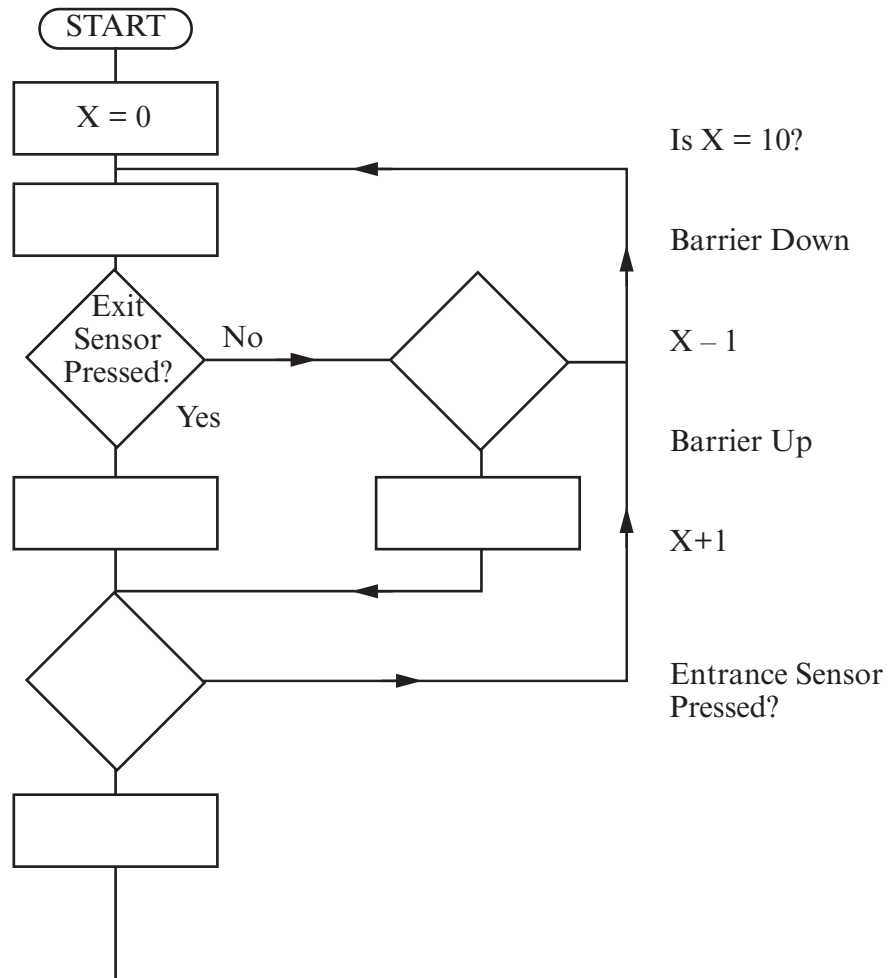 START
X = 0
Exit
Sensor
Pressed?
No
Yes
Is X = 10?
Barrier Down
X – 1
Barrier Up
X+1
Entrance Sensor
Pressed?